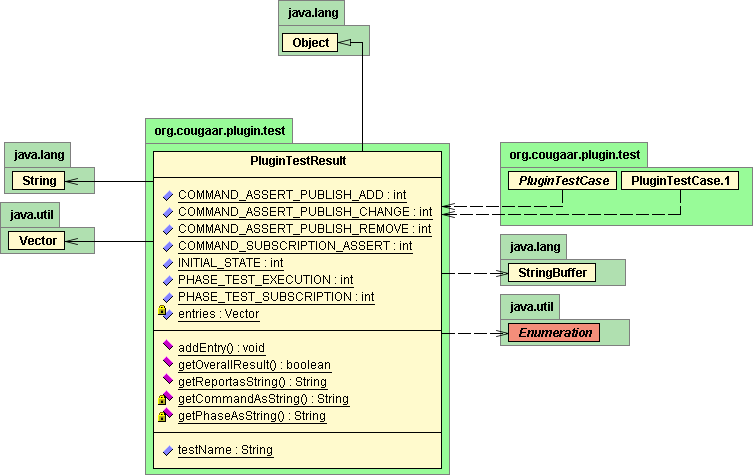 java.lang
Object
org.cougaar.plugin.test
PluginTestResult
COMMAND_ASSERT_PUBLISH_ADD : int
COMMAND_ASSERT_PUBLISH_CHANGE : int
COMMAND_ASSERT_PUBLISH_REMOVE : int
COMMAND_SUBSCRIPTION_ASSERT : int
INITIAL_STATE : int
PHASE_TEST_EXECUTION : int
PHASE_TEST_SUBSCRIPTION : int
entries : Vector
addEntry() : void
getOverallResult() : boolean
getReportasString() : String
getCommandAsString() : String
getPhaseAsString() : String
testName : String
java.lang
String
java.util
Vector
org.cougaar.plugin.test
PluginTestCase
PluginTestCase.1
java.lang
StringBuffer
java.util
Enumeration